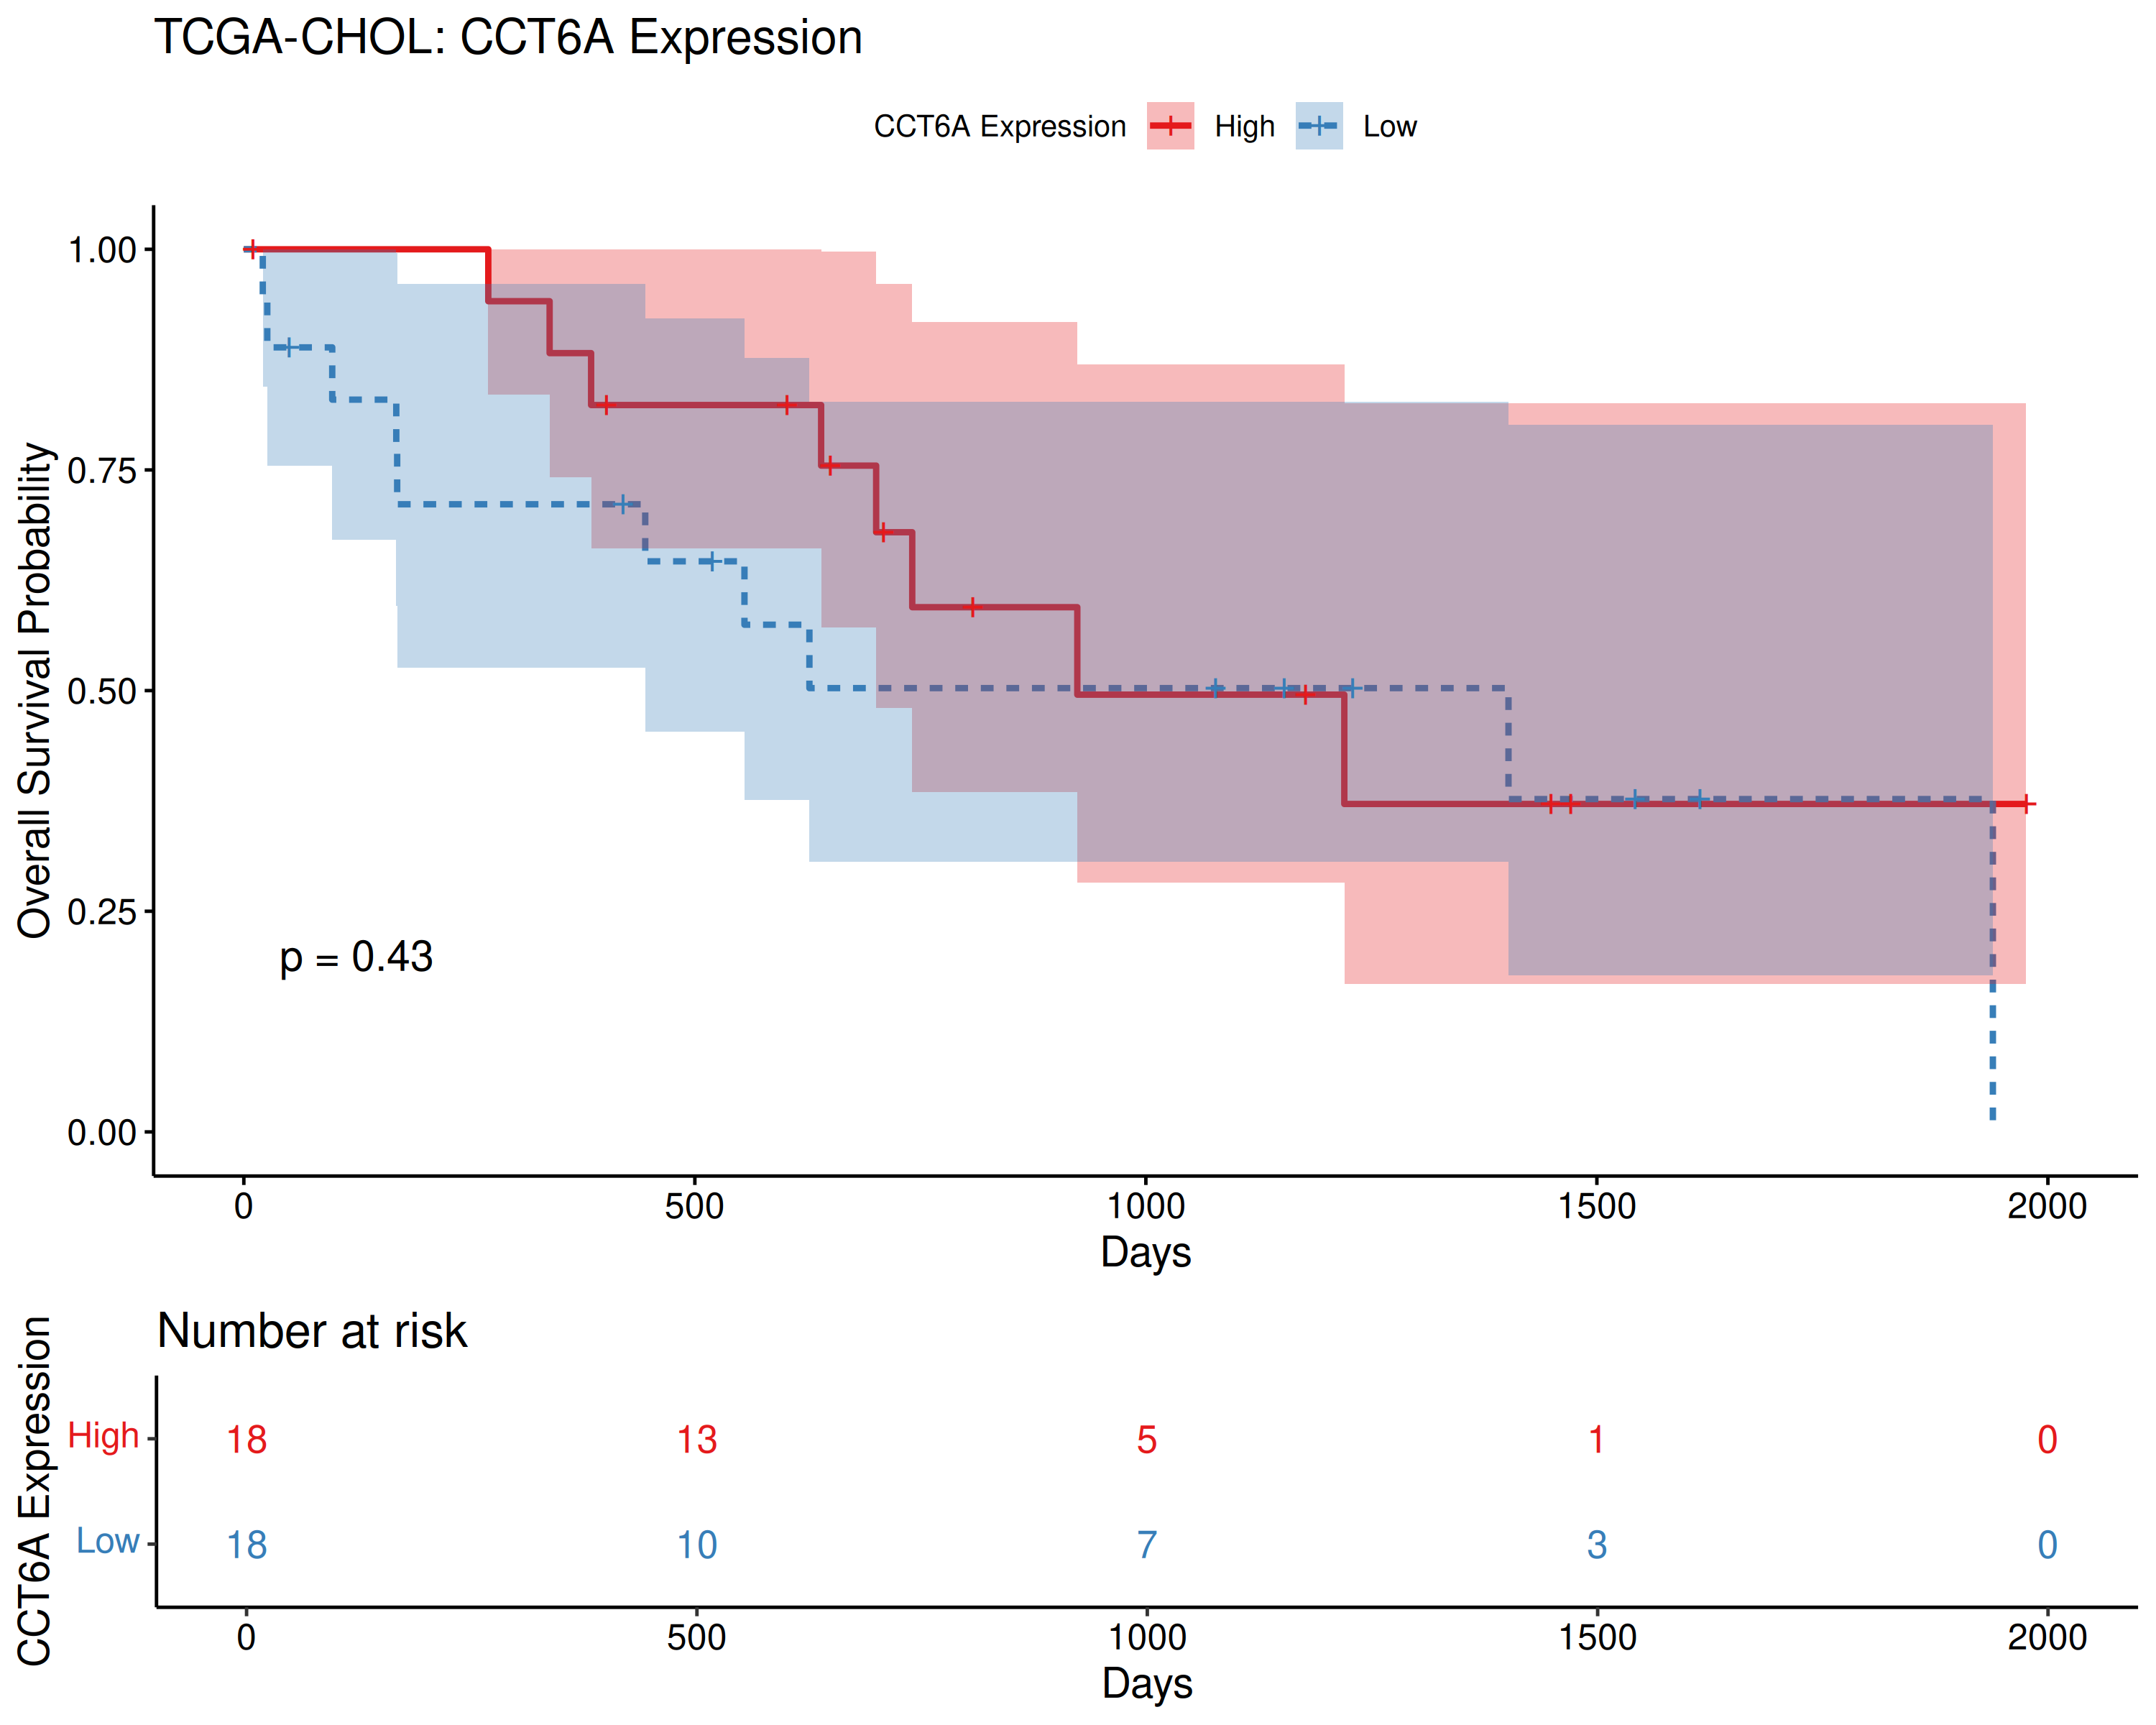 TCGA-CHOL: CCT6A Expression
CCT6A Expression High Low
Overall Survival Probability
1.00
0.75
0.50
0.25
0.00
p = 0.43
0 500 1000 1500 2000
Days
Number at risk
CCT6A Expression
High 18 13 5 1 0
Low 18 10 7 3 0
0 500 1000 1500 2000
Days